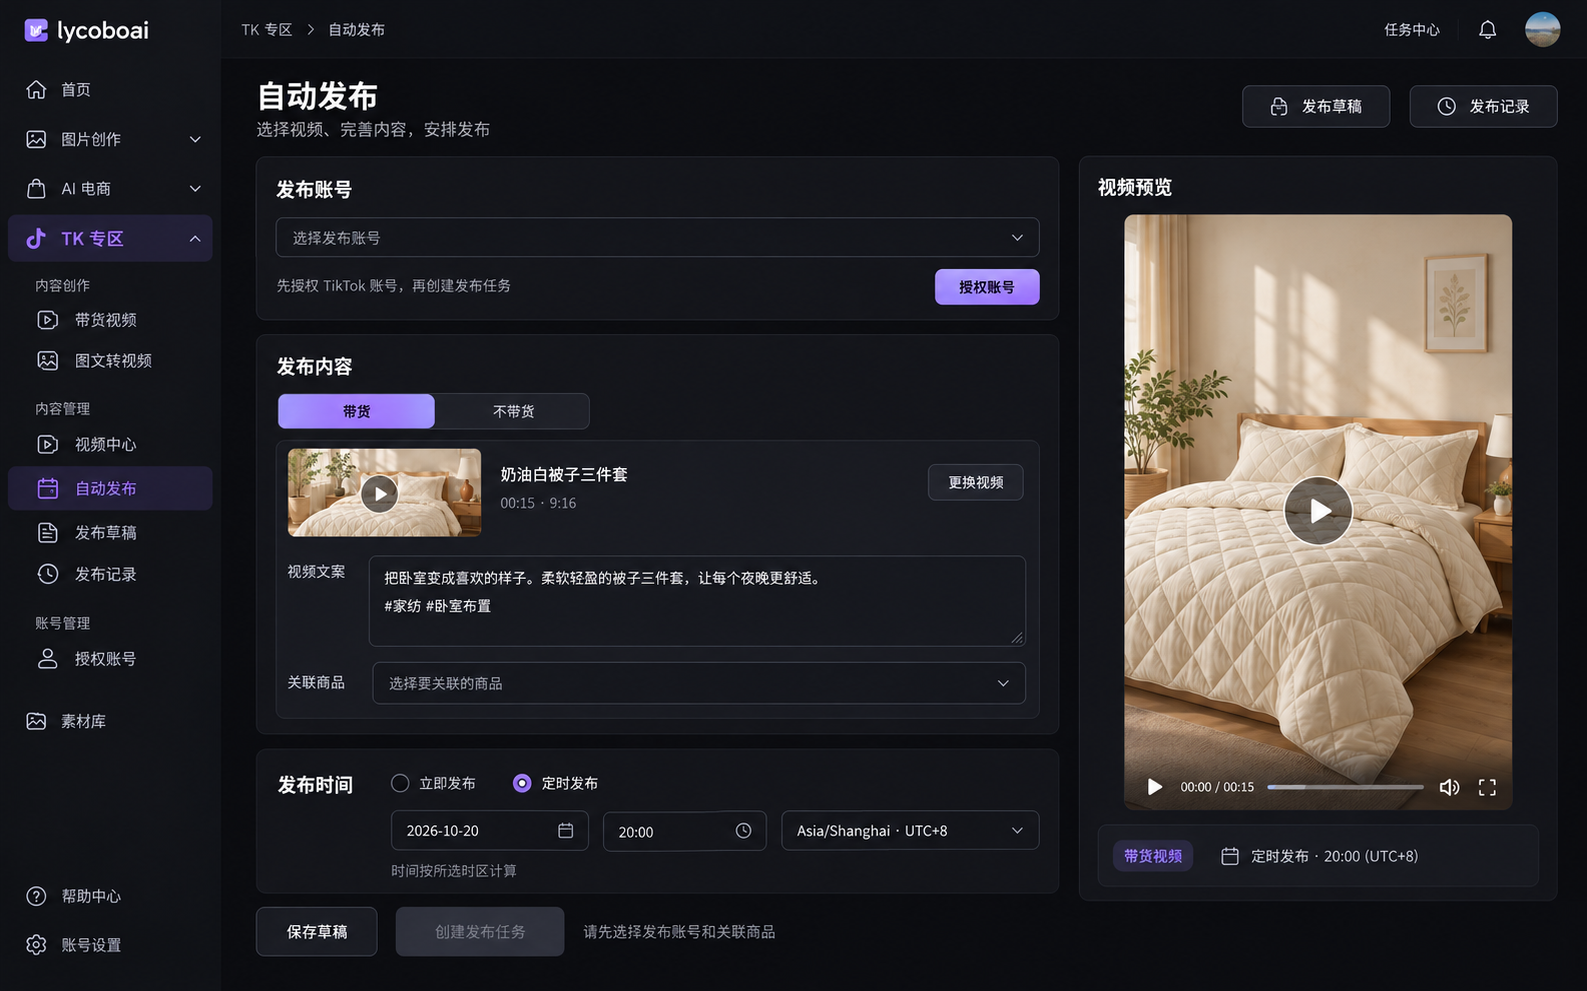 lycoboai
首页
图片创作
AI 电商
TK 专区
内容创作
带货视频
图文转视频
内容管理
视频中心
自动发布
发布草稿
发布记录
账号管理
授权账号
素材库
帮助中心
账号设置
TK 专区 > 自动发布
任务中心
自动发布
选择视频、完善内容，安排发布
发布草稿
发布记录
发布账号
选择发布账号
先授权 TikTok 账号，再创建发布任务
授权账号
发布内容
带货
不带货
奶油白被子三件套
00:15 · 9:16
更换视频
视频文案
把卧室变成喜欢的样子。柔软轻盈的被子三件套，让每个夜晚更舒适。
#家纺 #卧室布置
关联商品
选择要关联的商品
发布时间
立即发布
定时发布
2026-10-20
20:00
Asia/Shanghai · UTC+8
时间按所选时区计算
保存草稿
创建发布任务
请先选择发布账号和关联商品
视频预览
00:00 / 00:15
带货视频
定时发布 · 20:00 (UTC+8)